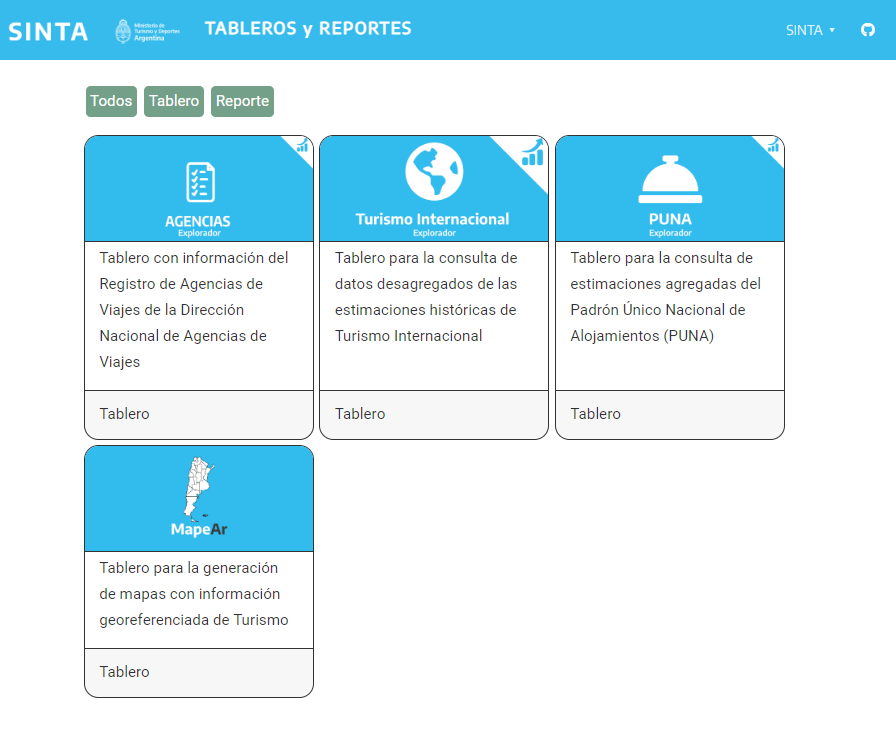 SINTA
Ministerio de
Turismo y Deportes
Argentina
TABLEROS y REPORTES
SINTA
Todos
Tablero
Reporte
AGENCIAS
Explorador
Tablero con información del
Registro de Agencias de
Viajes de la Dirección
Nacional de Agencias de
Viajes
Tablero
Turismo Internacional
Explorador
Tablero para la consulta de
datos desagregados de las
estimaciones históricas de
Turismo Internacional
Tablero
PUNA
Explorador
Tablero para la consulta de
estimaciones agregadas del
Padrón Único Nacional de
Alojamientos (PUNA)
Tablero
MapeAr
Tablero para la generación
de mapas con información
georeferenciada de Turismo
Tablero